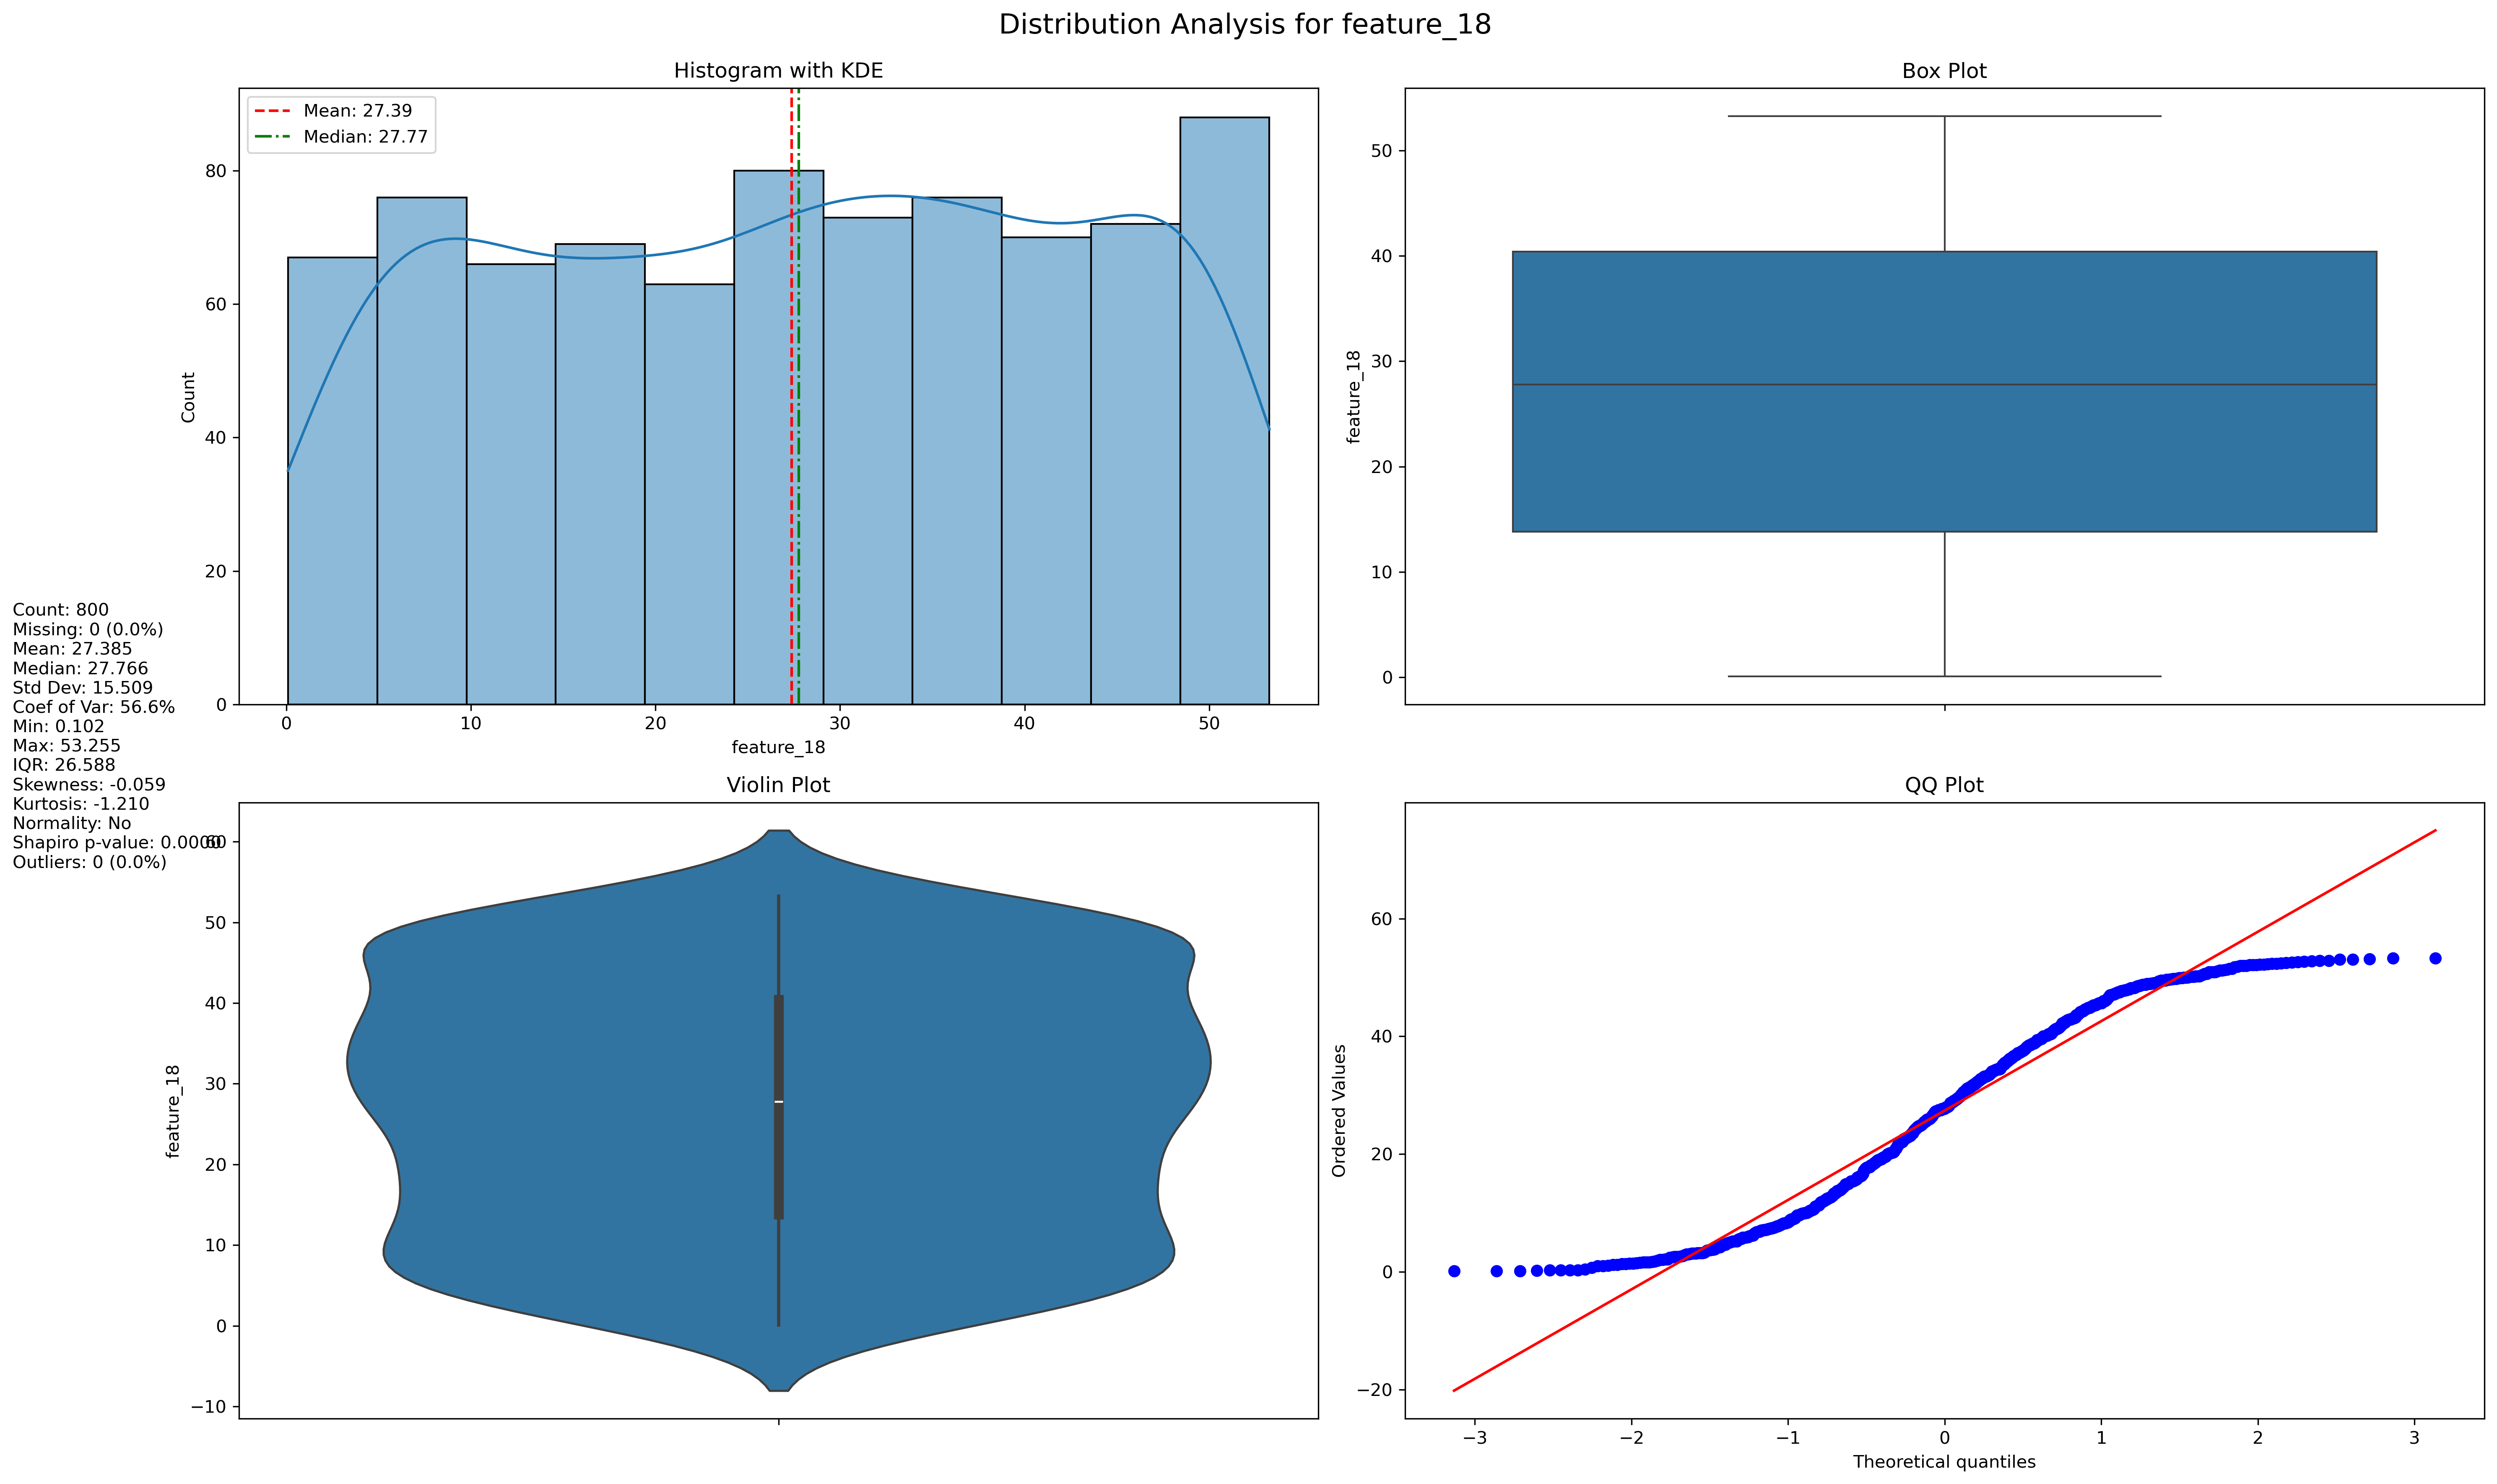 Distribution Analysis for feature_18
Histogram with KDE
Mean: 27.39
Median: 27.77
Count
80
60
40
20
0
0 10 20 30 40 50
feature_18
Box Plot
feature_18
50
40
30
20
10
0
Count: 800
Missing: 0 (0.0%)
Mean: 27.385
Median: 27.766
Std Dev: 15.509
Coef of Var: 56.6%
Min: 0.102
Max: 53.255
IQR: 26.588
Skewness: -0.059
Kurtosis: -1.210
Normality: No
Shapiro p-value: 0.0000
Outliers: 0 (0.0%)
Violin Plot
feature_18
60
50
40
30
20
10
0
−10
QQ Plot
Ordered Values
60
40
20
0
−20
−3 −2 −1 0 1 2 3
Theoretical quantiles